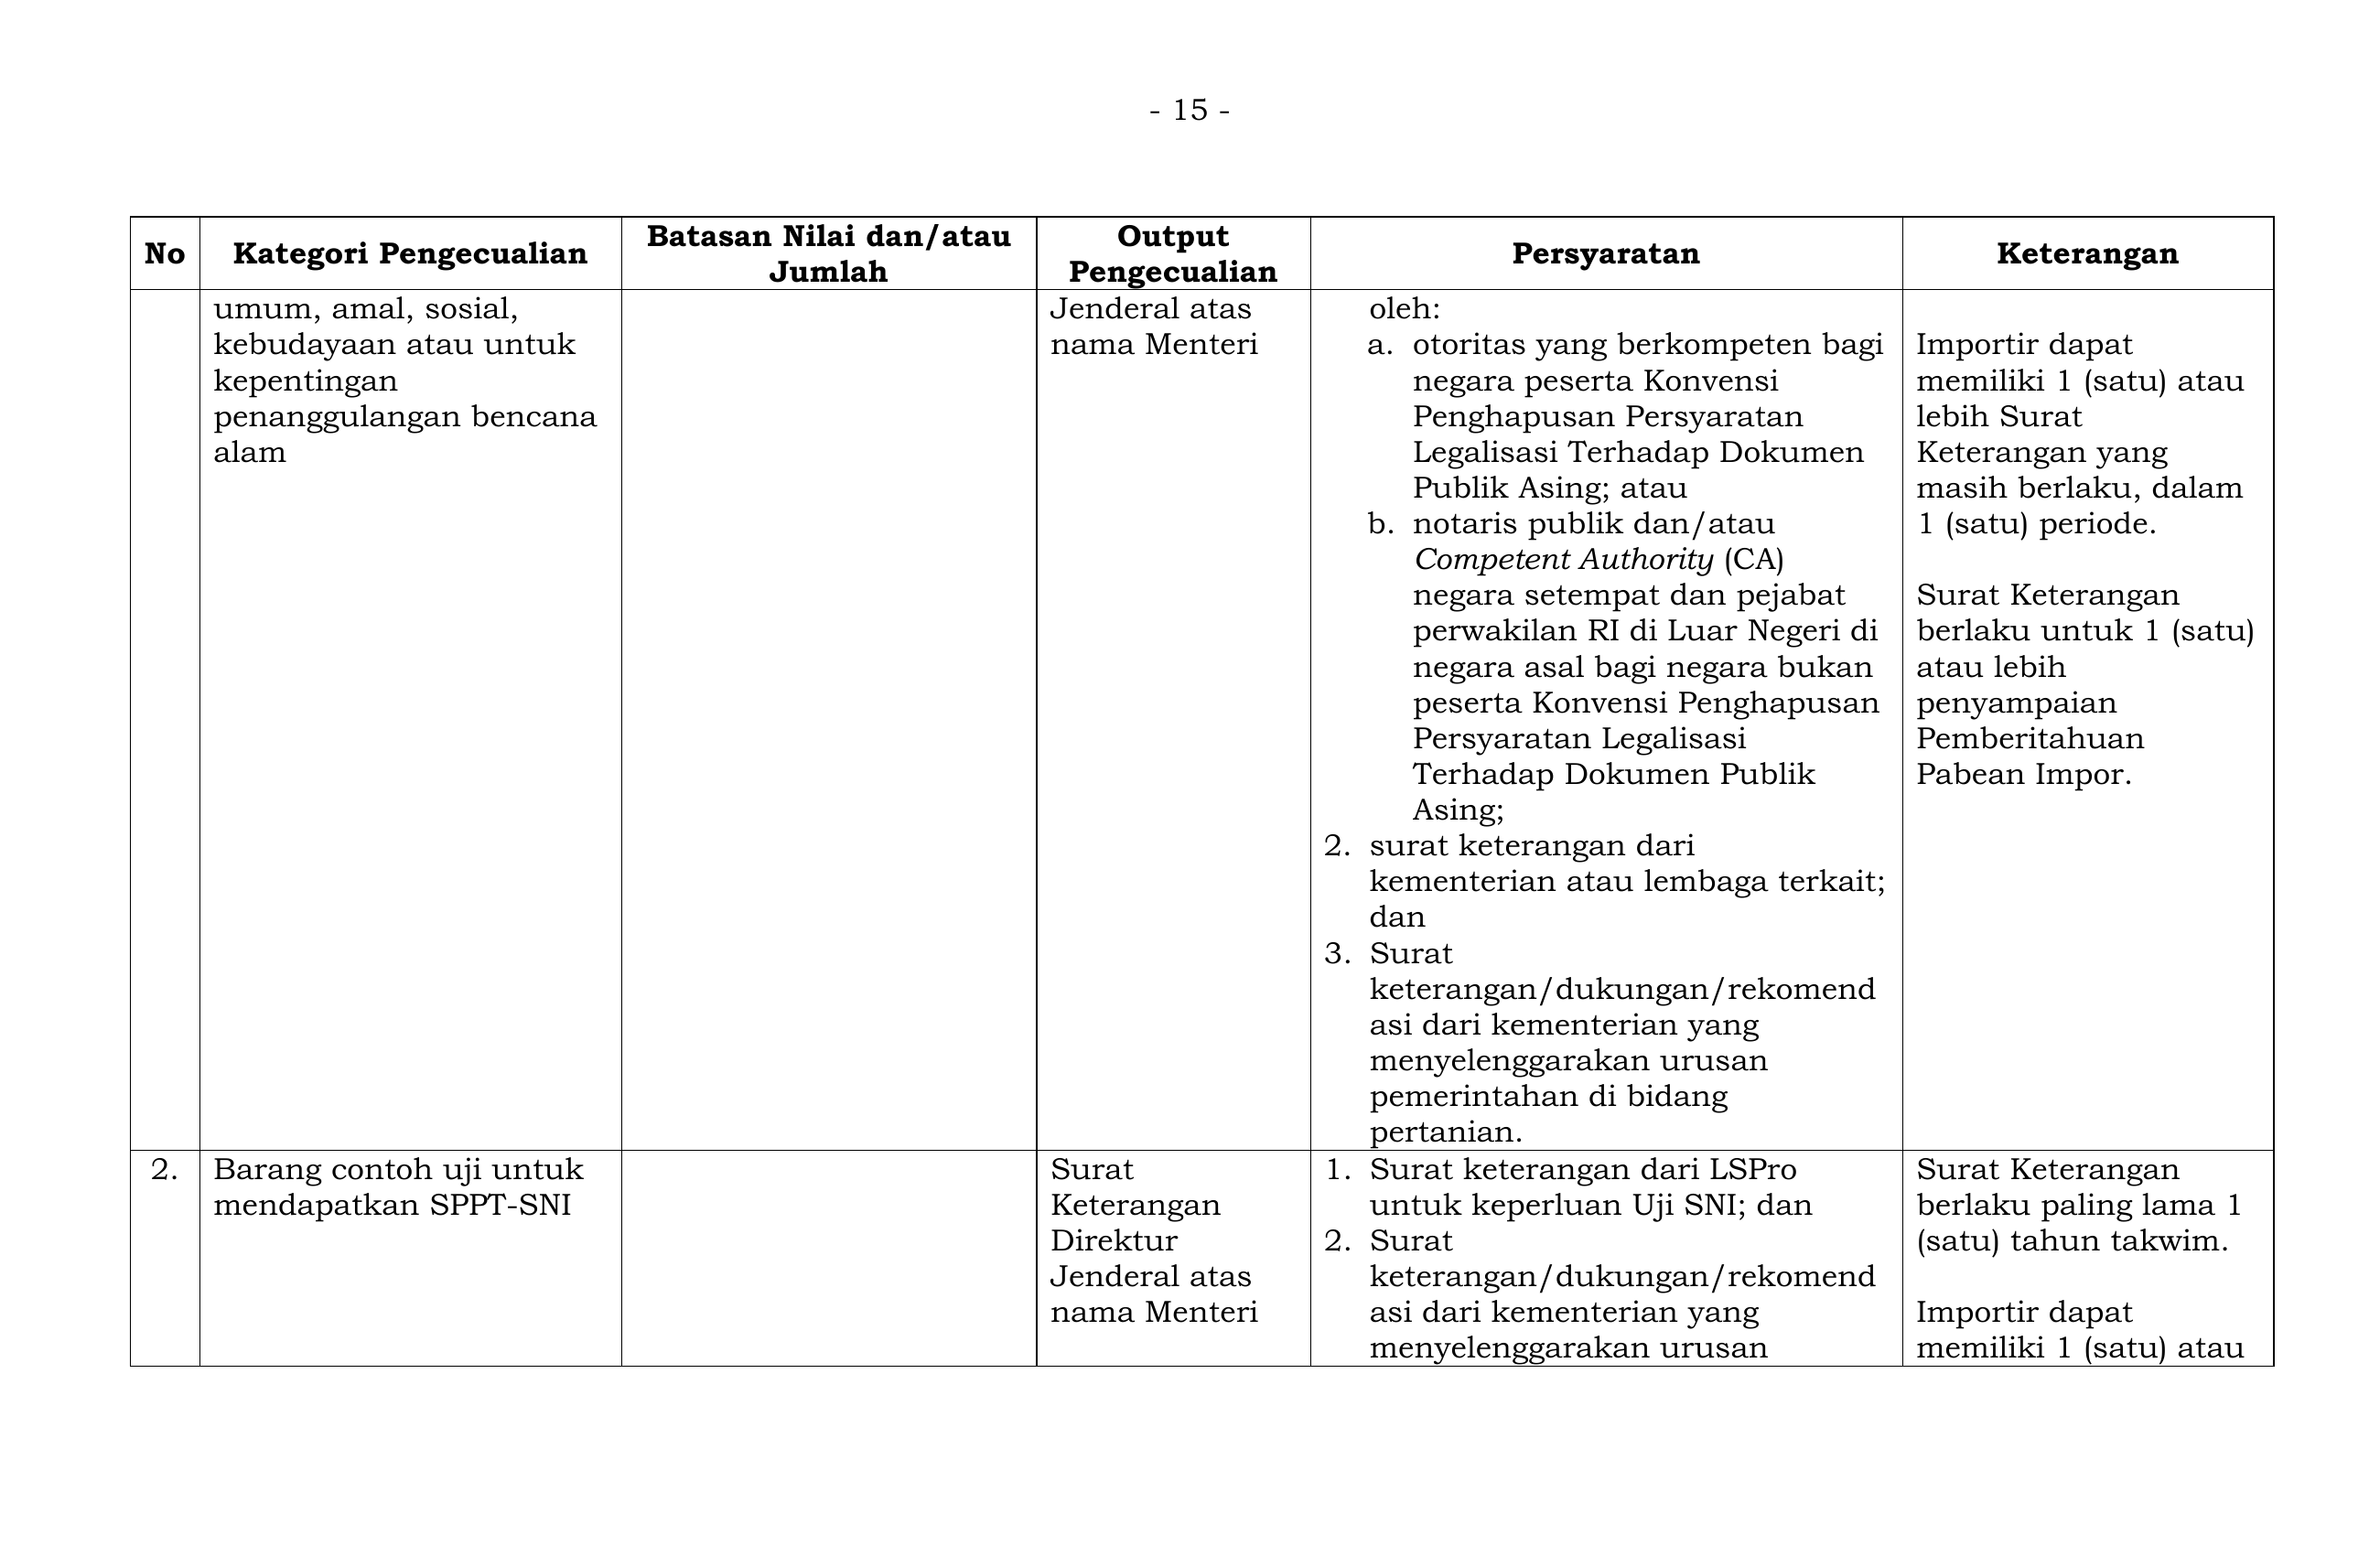 - 15 -
No
Kategori Pengecualian
Batasan Nilai dan/atau
Jumlah
Output
Pengecualian
Persyaratan
Keterangan
umum, amal, sosial,
kebudayaan atau untuk
kepentingan
penanggulangan bencana
alam
Jenderal atas
nama Menteri
oleh:
a. otoritas yang berkompeten bagi
negara peserta Konvensi
Penghapusan Persyaratan
Legalisasi Terhadap Dokumen
Publik Asing; atau
b. notaris publik dan/atau
Competent Authority (CA)
negara setempat dan pejabat
perwakilan RI di Luar Negeri di
negara asal bagi negara bukan
peserta Konvensi Penghapusan
Persyaratan Legalisasi
Terhadap Dokumen Publik
Asing;
2. surat keterangan dari
kementerian atau lembaga terkait;
dan
3. Surat
keterangan/dukungan/rekomend
asi dari kementerian yang
menyelenggarakan urusan
pemerintahan di bidang
pertanian.
Importir dapat
memiliki 1 (satu) atau
lebih Surat
Keterangan yang
masih berlaku, dalam
1 (satu) periode.
Surat Keterangan
berlaku untuk 1 (satu)
atau lebih
penyampaian
Pemberitahuan
Pabean Impor.
2.
Barang contoh uji untuk
mendapatkan SPPT-SNI
Surat
Keterangan
Direktur
Jenderal atas
nama Menteri
1. Surat keterangan dari LSPro
untuk keperluan Uji SNI; dan
2. Surat
keterangan/dukungan/rekomend
asi dari kementerian yang
menyelenggarakan urusan
Surat Keterangan
berlaku paling lama 1
(satu) tahun takwim.
Importir dapat
memiliki 1 (satu) atau